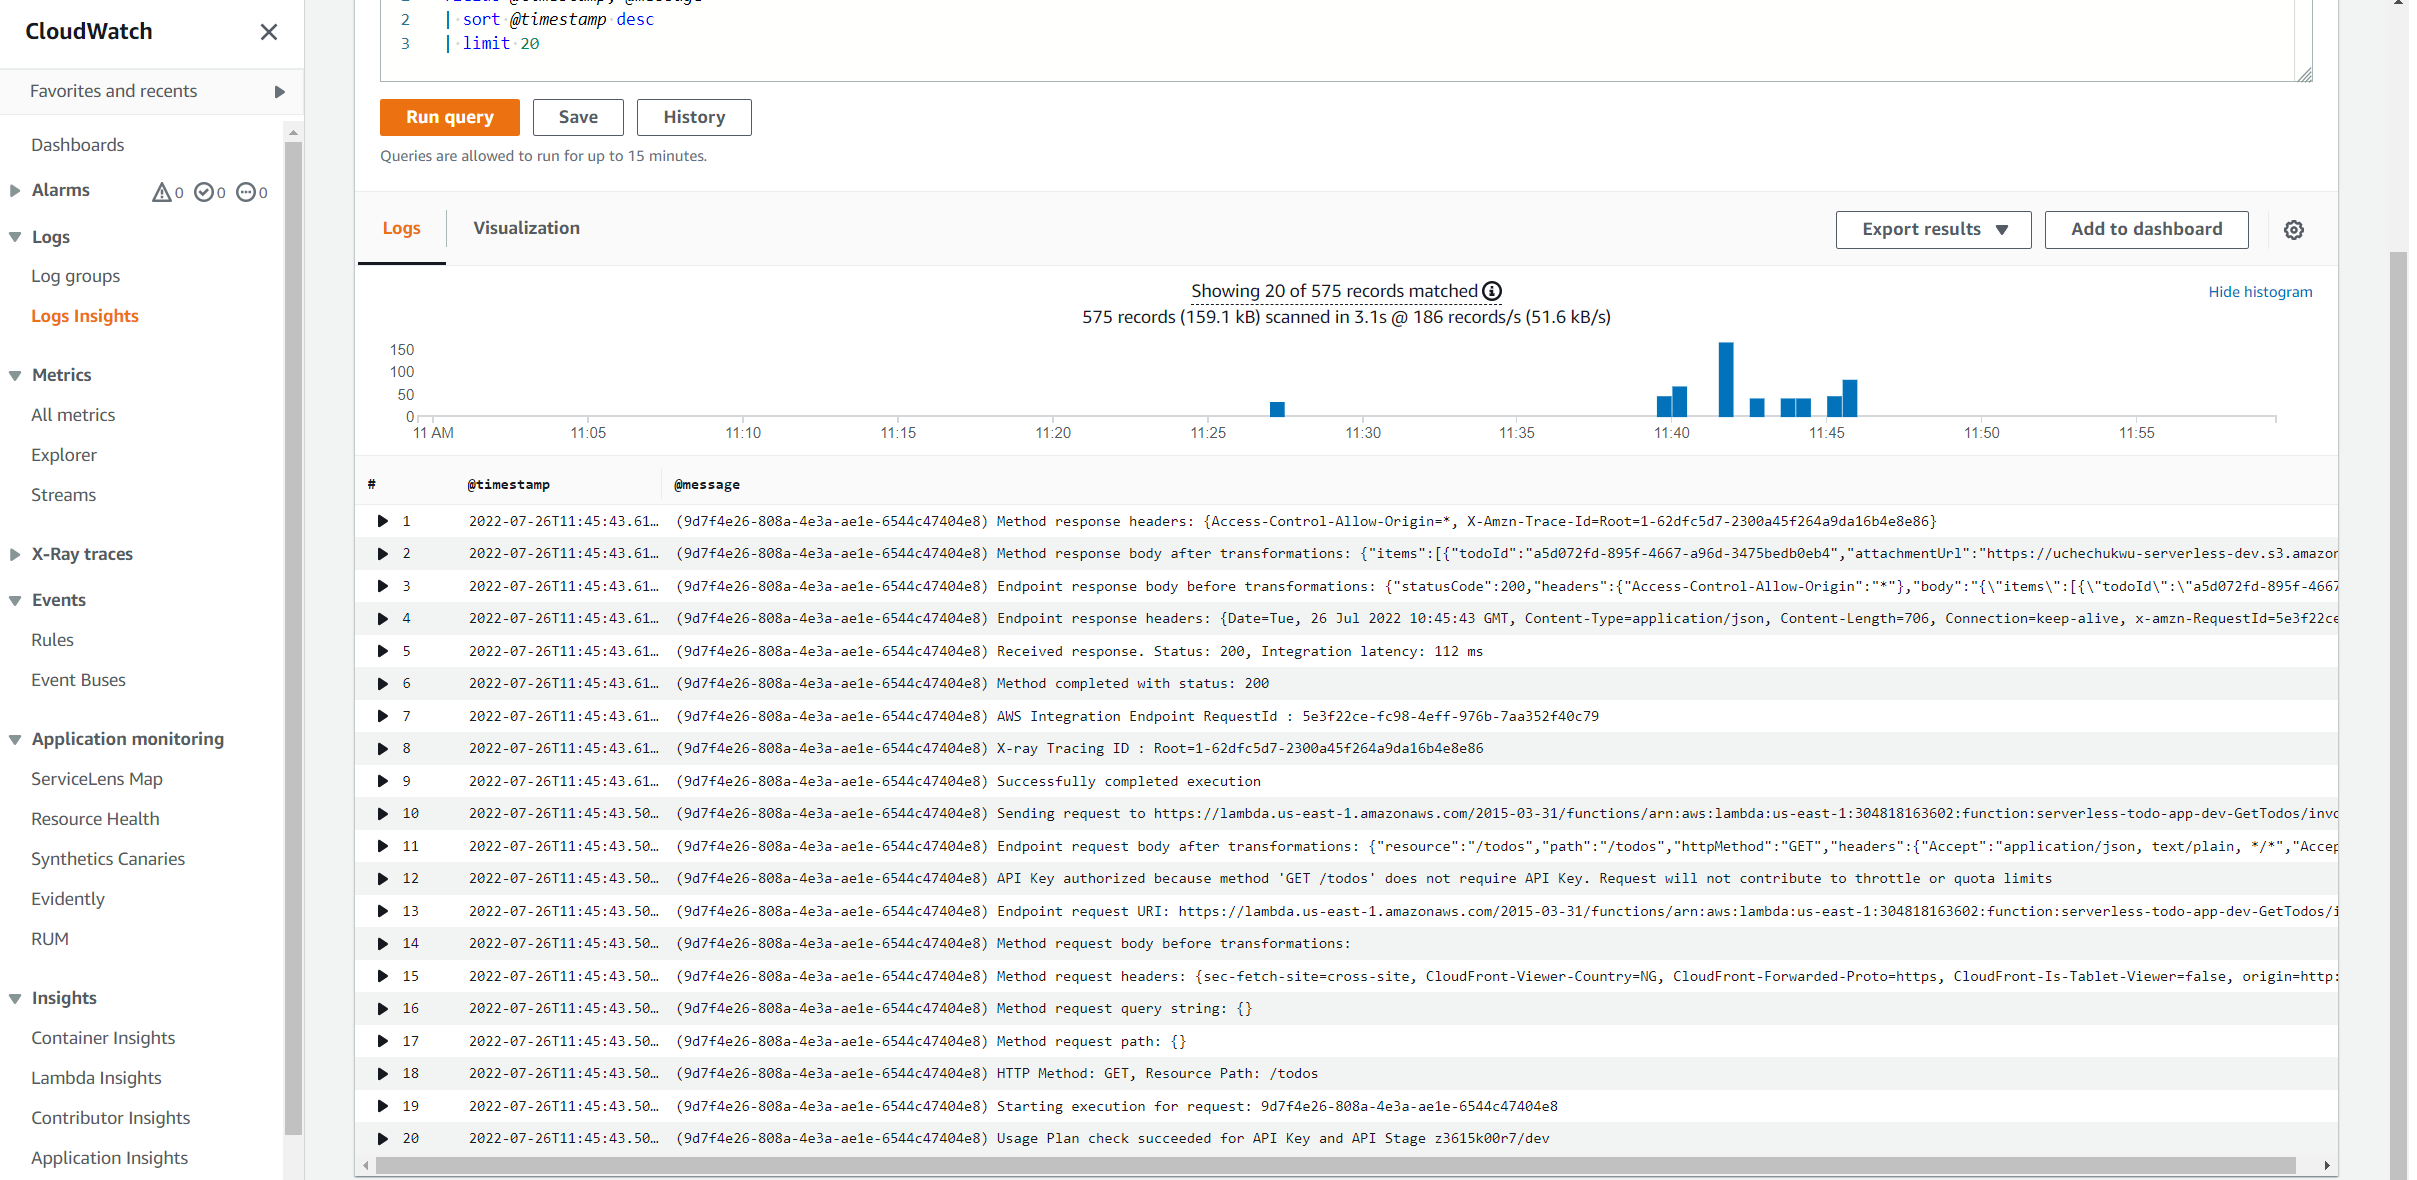 CloudWatch
Favorites and recents
Dashboards
Alarms 0 0 0
Logs
Log groups
Logs Insights
Metrics
All metrics
Explorer
Streams
X-Ray traces
Events
Rules
Event Buses
Application monitoring
ServiceLens Map
Resource Health
Synthetics Canaries
Evidently
RUM
Insights
Container Insights
Lambda Insights
Contributor Insights
Application Insights
2 | sort @timestamp desc
3 | limit 20
Run query Save History
Queries are allowed to run for up to 15 minutes.
Logs Visualization Export results Add to dashboard
Showing 20 of 575 records matched
Hide histogram
575 records (159.1 kB) scanned in 3.1s @ 186 records/s (51.6 kB/s)
150
100
50
0
11 AM 11:05 11:10 11:15 11:20 11:25 11:30 11:35 11:40 11:45 11:50 11:55
# @timestamp @message
1 2022-07-26T11:45:43.61… (9d7f4e26-808a-4e3a-ae1e-6544c47404e8) Method response headers: {Access-Control-Allow-Origin=*, X-Amzn-Trace-Id=Root=1-62dfc5d7-2300a45f264a9da16b4e8e86}
2 2022-07-26T11:45:43.61… (9d7f4e26-808a-4e3a-ae1e-6544c47404e8) Method response body after transformations: {"items":[{"todoId":"a5d072fd-895f-4667-a96d-3475bedb0eb4","attachmentUrl":"https://uchechukwu-serverless-dev.s3.amazon
3 2022-07-26T11:45:43.61… (9d7f4e26-808a-4e3a-ae1e-6544c47404e8) Endpoint response body before transformations: {"statusCode":200,"headers":{"Access-Control-Allow-Origin":"*"},"body":"{\"items\":[{\"todoId\":\"a5d072fd-895f-4667
4 2022-07-26T11:45:43.61… (9d7f4e26-808a-4e3a-ae1e-6544c47404e8) Endpoint response headers: {Date=Tue, 26 Jul 2022 10:45:43 GMT, Content-Type=application/json, Content-Length=706, Connection=keep-alive, x-amzn-RequestId=5e3f22ce
5 2022-07-26T11:45:43.61… (9d7f4e26-808a-4e3a-ae1e-6544c47404e8) Received response. Status: 200, Integration latency: 112 ms
6 2022-07-26T11:45:43.61… (9d7f4e26-808a-4e3a-ae1e-6544c47404e8) Method completed with status: 200
7 2022-07-26T11:45:43.61… (9d7f4e26-808a-4e3a-ae1e-6544c47404e8) AWS Integration Endpoint RequestId : 5e3f22ce-fc98-4eff-976b-7aa352f40c79
8 2022-07-26T11:45:43.61… (9d7f4e26-808a-4e3a-ae1e-6544c47404e8) X-ray Tracing ID : Root=1-62dfc5d7-2300a45f264a9da16b4e8e86
9 2022-07-26T11:45:43.61… (9d7f4e26-808a-4e3a-ae1e-6544c47404e8) Successfully completed execution
10 2022-07-26T11:45:43.50… (9d7f4e26-808a-4e3a-ae1e-6544c47404e8) Sending request to https://lambda.us-east-1.amazonaws.com/2015-03-31/functions/arn:aws:lambda:us-east-1:304818163602:function:serverless-todo-app-dev-GetTodos/invo
11 2022-07-26T11:45:43.50… (9d7f4e26-808a-4e3a-ae1e-6544c47404e8) Endpoint request body after transformations: {"resource":"/todos","path":"/todos","httpMethod":"GET","headers":{"Accept":"application/json, text/plain, */*","Accep
12 2022-07-26T11:45:43.50… (9d7f4e26-808a-4e3a-ae1e-6544c47404e8) API Key authorized because method 'GET /todos' does not require API Key. Request will not contribute to throttle or quota limits
13 2022-07-26T11:45:43.50… (9d7f4e26-808a-4e3a-ae1e-6544c47404e8) Endpoint request URI: https://lambda.us-east-1.amazonaws.com/2015-03-31/functions/arn:aws:lambda:us-east-1:304818163602:function:serverless-todo-app-dev-GetTodos/i
14 2022-07-26T11:45:43.50… (9d7f4e26-808a-4e3a-ae1e-6544c47404e8) Method request body before transformations:
15 2022-07-26T11:45:43.50… (9d7f4e26-808a-4e3a-ae1e-6544c47404e8) Method request headers: {sec-fetch-site=cross-site, CloudFront-Viewer-Country=NG, CloudFront-Forwarded-Proto=https, CloudFront-Is-Tablet-Viewer=false, origin=http:
16 2022-07-26T11:45:43.50… (9d7f4e26-808a-4e3a-ae1e-6544c47404e8) Method request query string: {}
17 2022-07-26T11:45:43.50… (9d7f4e26-808a-4e3a-ae1e-6544c47404e8) Method request path: {}
18 2022-07-26T11:45:43.50… (9d7f4e26-808a-4e3a-ae1e-6544c47404e8) HTTP Method: GET, Resource Path: /todos
19 2022-07-26T11:45:43.50… (9d7f4e26-808a-4e3a-ae1e-6544c47404e8) Starting execution for request: 9d7f4e26-808a-4e3a-ae1e-6544c47404e8
20 2022-07-26T11:45:43.50… (9d7f4e26-808a-4e3a-ae1e-6544c47404e8) Usage Plan check succeeded for API Key and API Stage z3615k00r7/dev